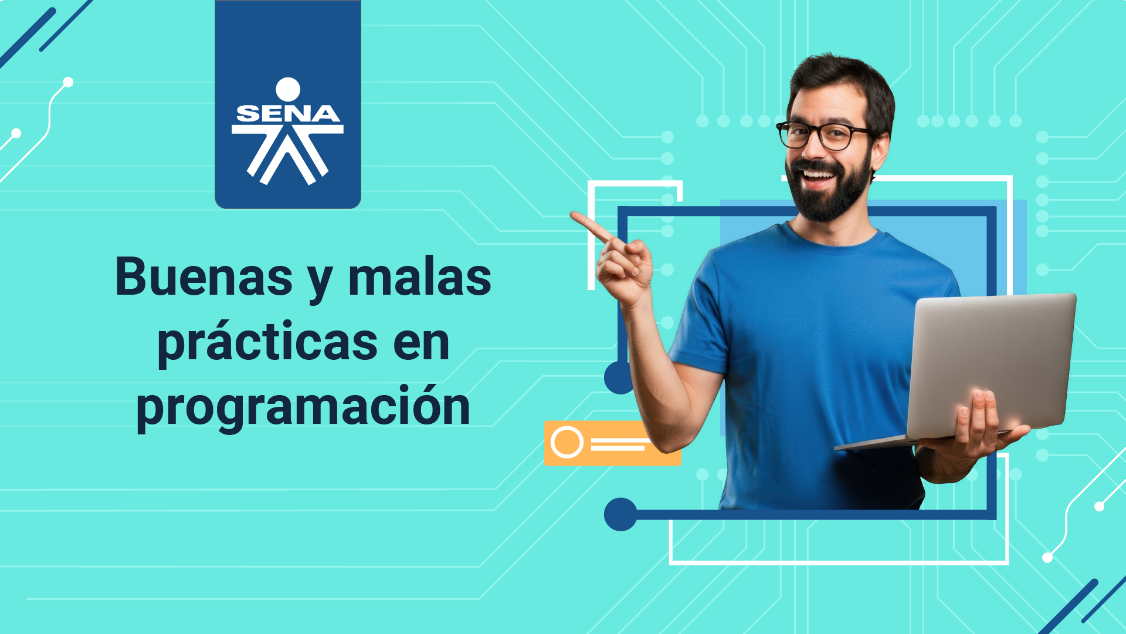 SENA
Buenas y malas
prácticas en
programación